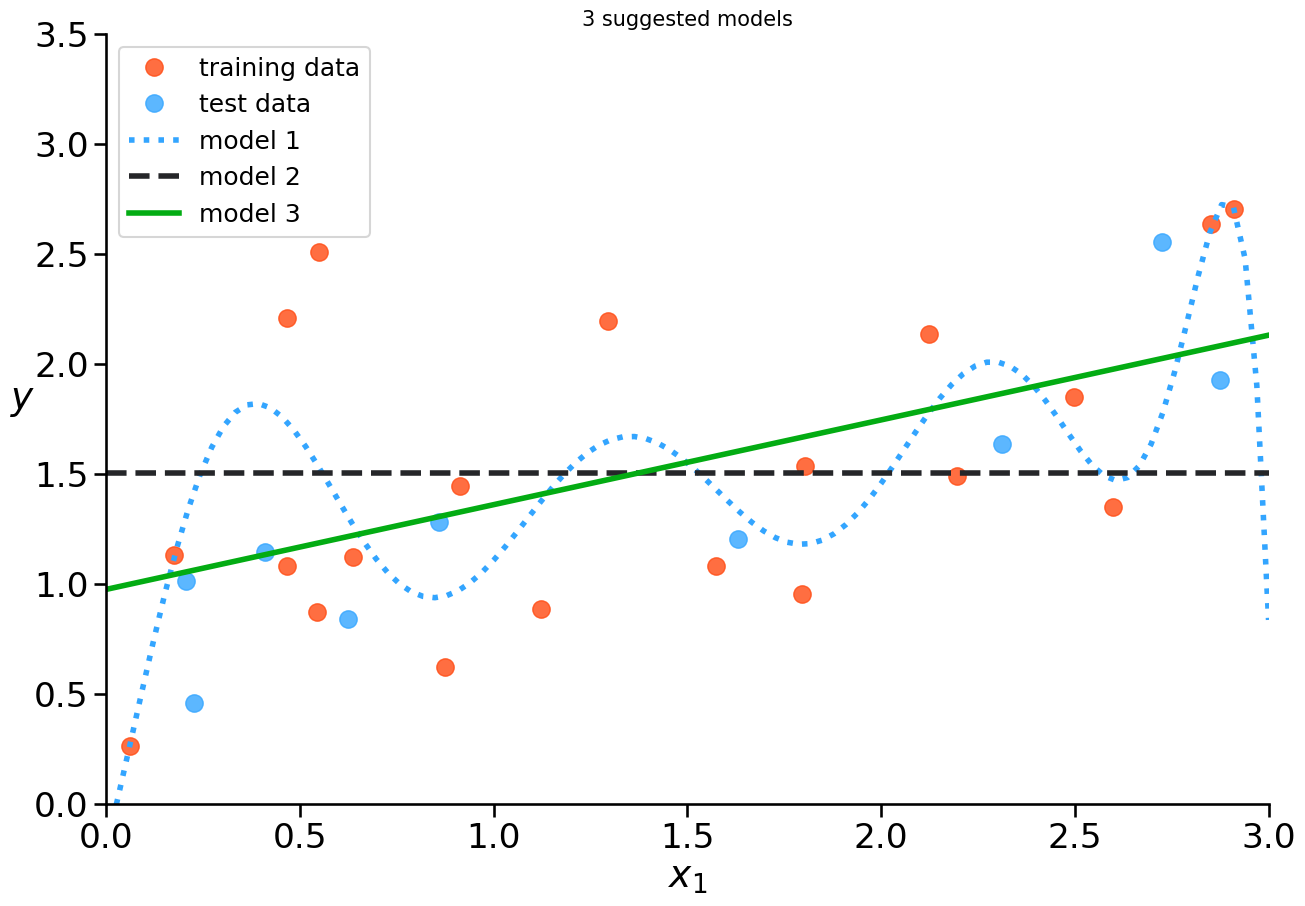 3 suggested models
3.5
3.0
2.5
2.0
1.5
1.0
0.5
0.0
y
training data
test data
model 1
model 2
model 3
0.0 0.5 1.0 1.5 2.0 2.5 3.0
x₁